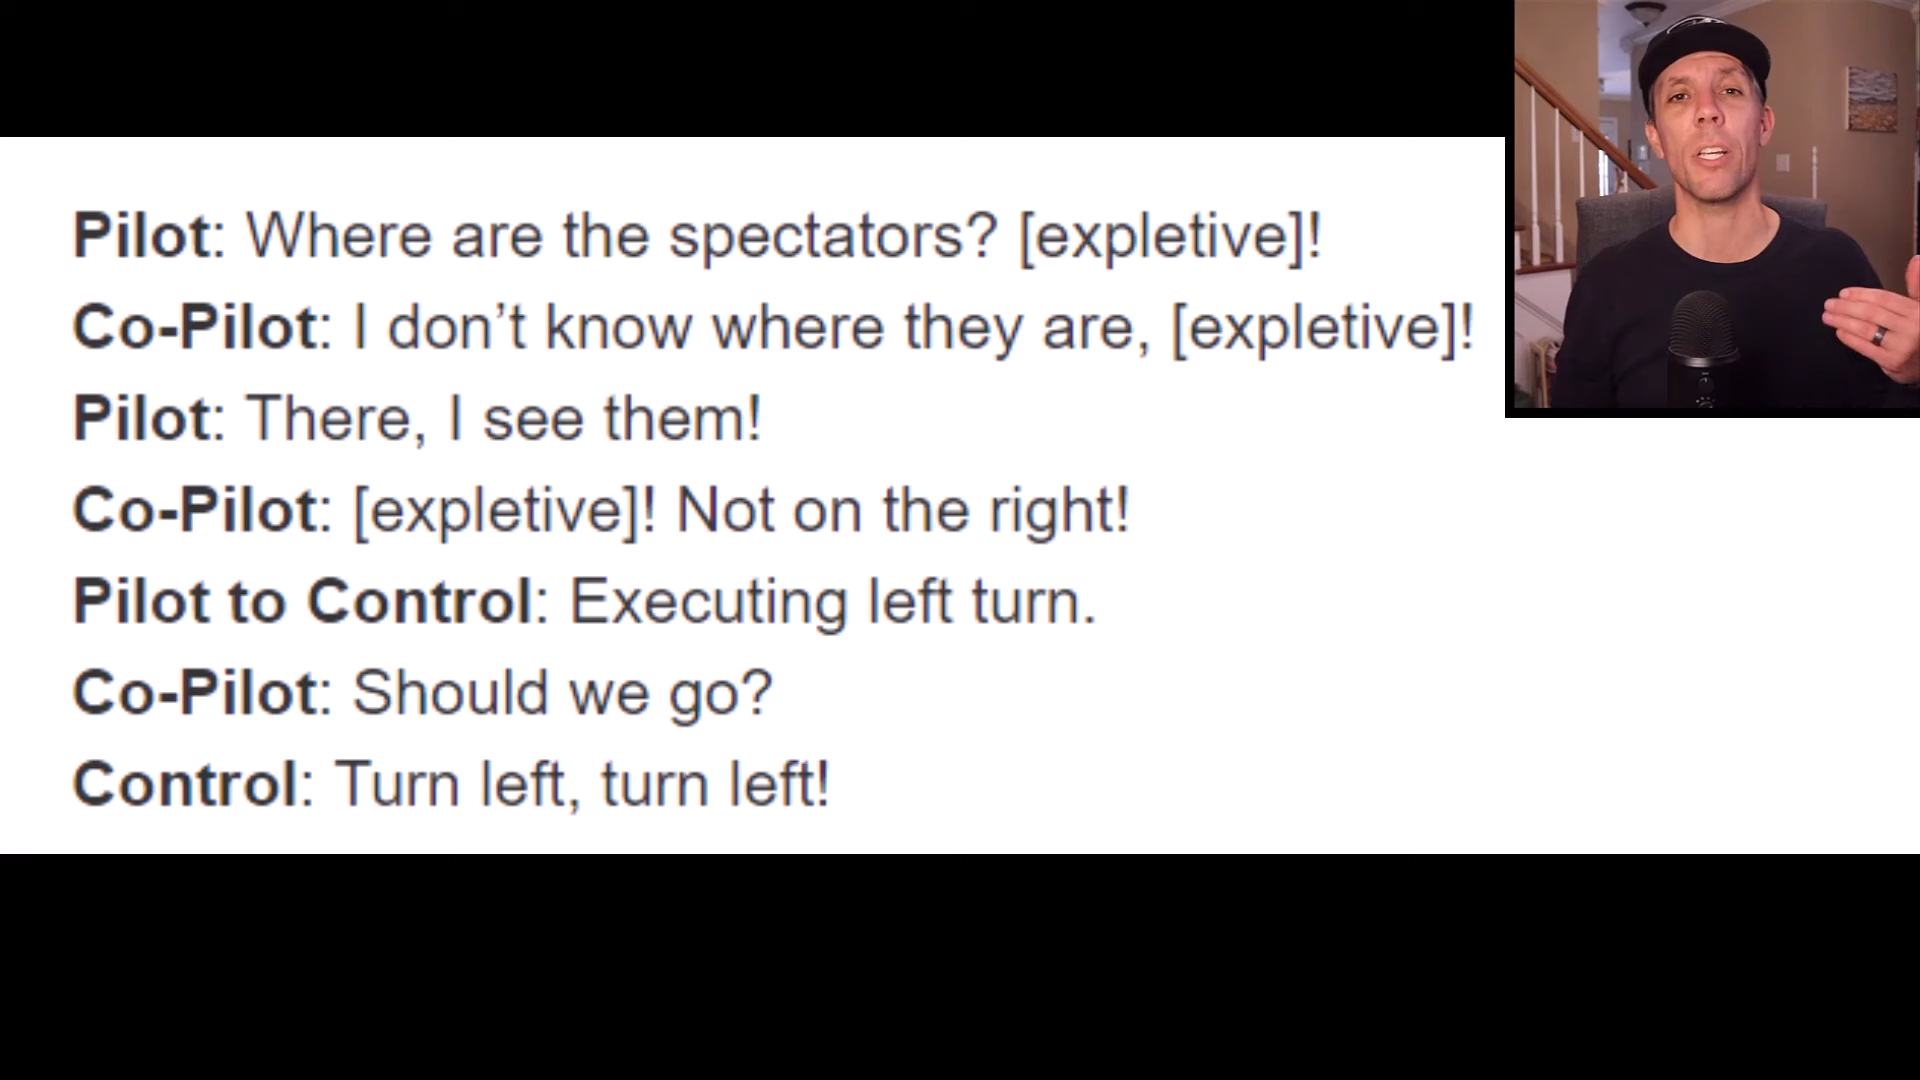 Pilot: Where are the spectators? [expletive]!
Co-Pilot: I don’t know where they are, [expletive]!
Pilot: There, I see them!
Co-Pilot: [expletive]! Not on the right!
Pilot to Control: Executing left turn.
Co-Pilot: Should we go?
Control: Turn left, turn left!